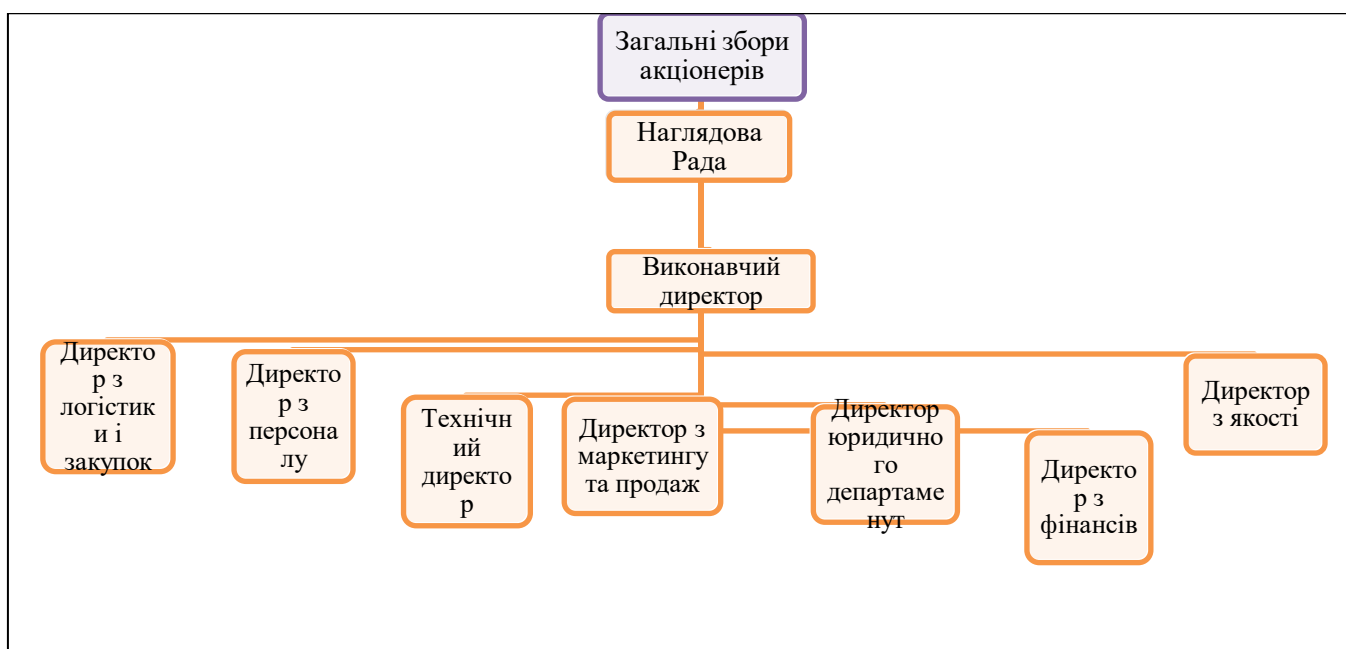 Загальні збори
акціонерів
Наглядова
Рада
Виконавчий
директор
Директо
р з
логістик
и і
закупок
Директо
р з
персона
лу
Технічн
ий
директо
р
Директор з
маркетингу
та продаж
Директор
юридично
го
департаме
нут
Директо
р з
фінансів
Директор
з якості